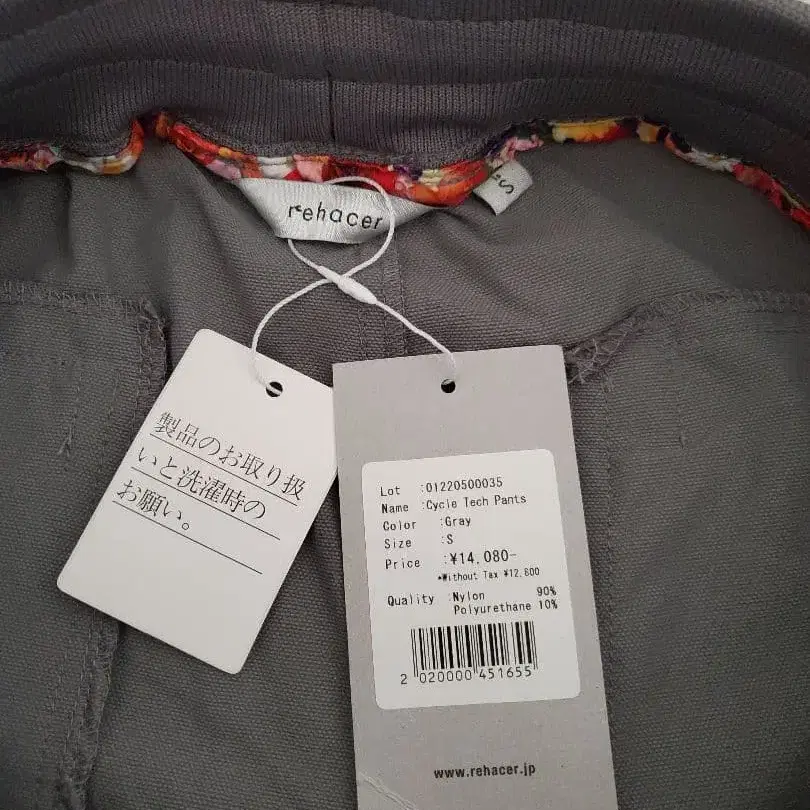 rehacer
S
製品のお取り扱
いと洗濯時の
お願い。
Lot :01220500035
Name :Cycle Tech Pants
Color :Gray
Size :S
Price :¥14,080-
*Without Tax ¥12,800
Quality :Nylon 90%
Polyurethane 10%
2 020000 451655
www.rehacer.jp